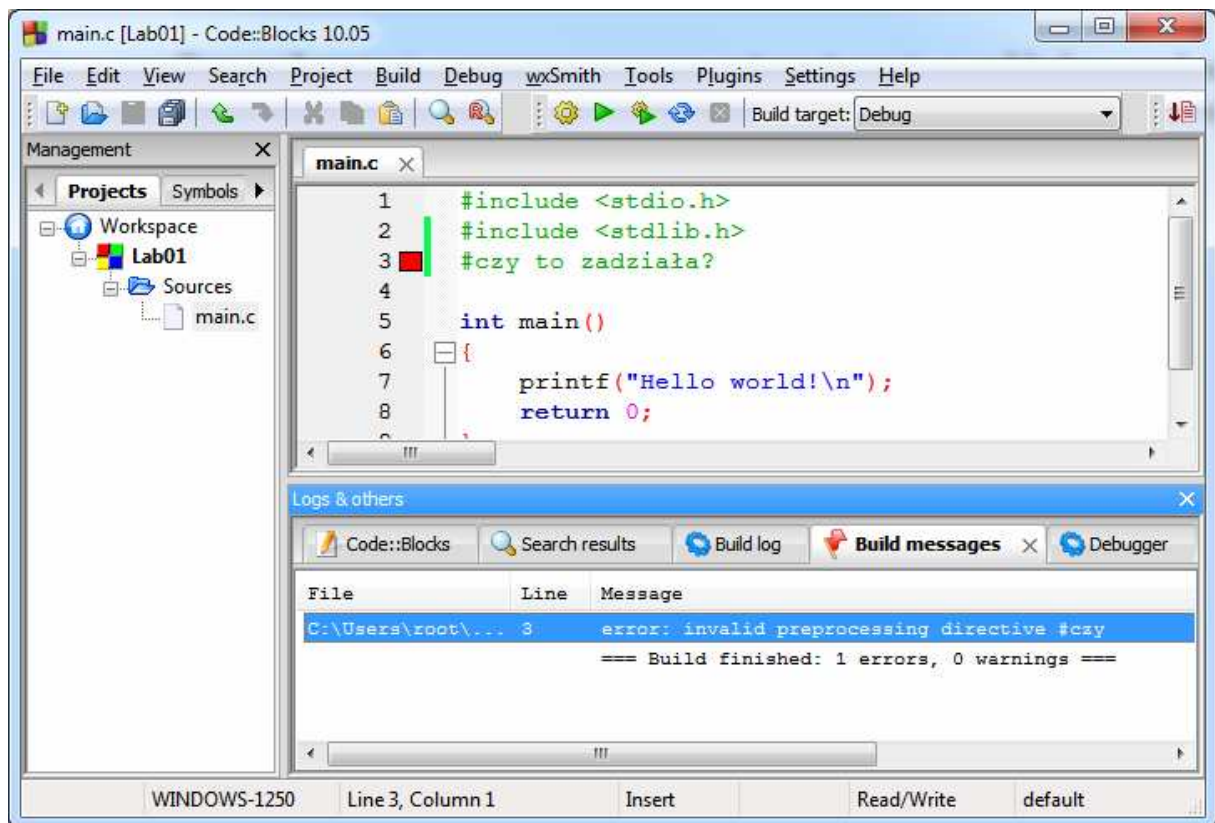 main.c [Lab01] - Code::Blocks 10.05
File Edit View Search Project Build Debug wxSmith Tools Plugins Settings Help
Build target: Debug
Management
Projects Symbols
Workspace
Lab01
Sources
main.c
main.c
1 #include <stdio.h>
2 #include <stdlib.h>
3 #czy to zadziała?
4
5 int main()
6 {
7 printf("Hello world!\n");
8 return 0;
Logs & others
Code::Blocks Search results Build log Build messages Debugger
File Line Message
C:\Users\root\... 3 error: invalid preprocessing directive #czy
=== Build finished: 1 errors, 0 warnings ===
WINDOWS-1250 Line 3, Column 1 Insert Read/Write default